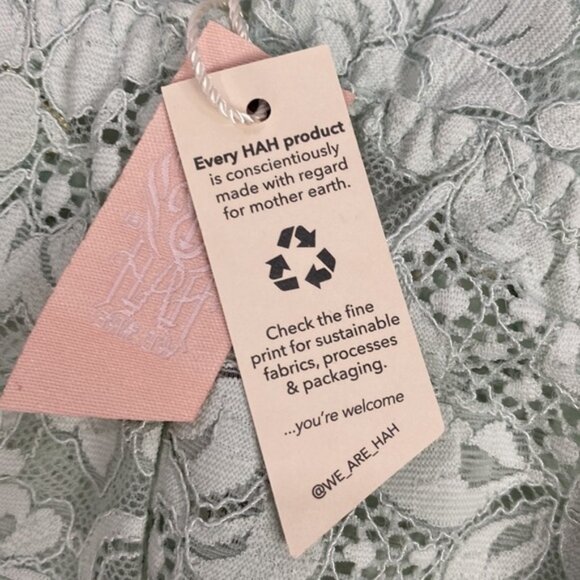 Every HAH product
is conscientiously
made with regard
for mother earth.
Check the fine
print for sustainable
fabrics, processes
& packaging.
...you're welcome
@WE_ARE_HAH
HAH